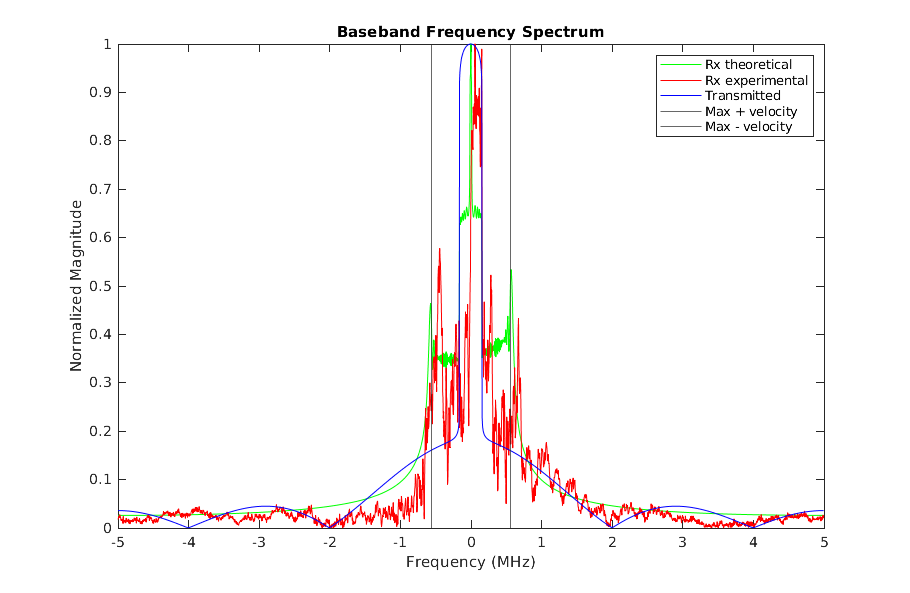 Baseband Frequency Spectrum
Normalized Magnitude
1
0.9
0.8
0.7
0.6
0.5
0.4
0.3
0.2
0.1
0
Rx theoretical
Rx experimental
Transmitted
Max + velocity
Max - velocity
-5 -4 -3 -2 -1 0 1 2 3 4 5
Frequency (MHz)